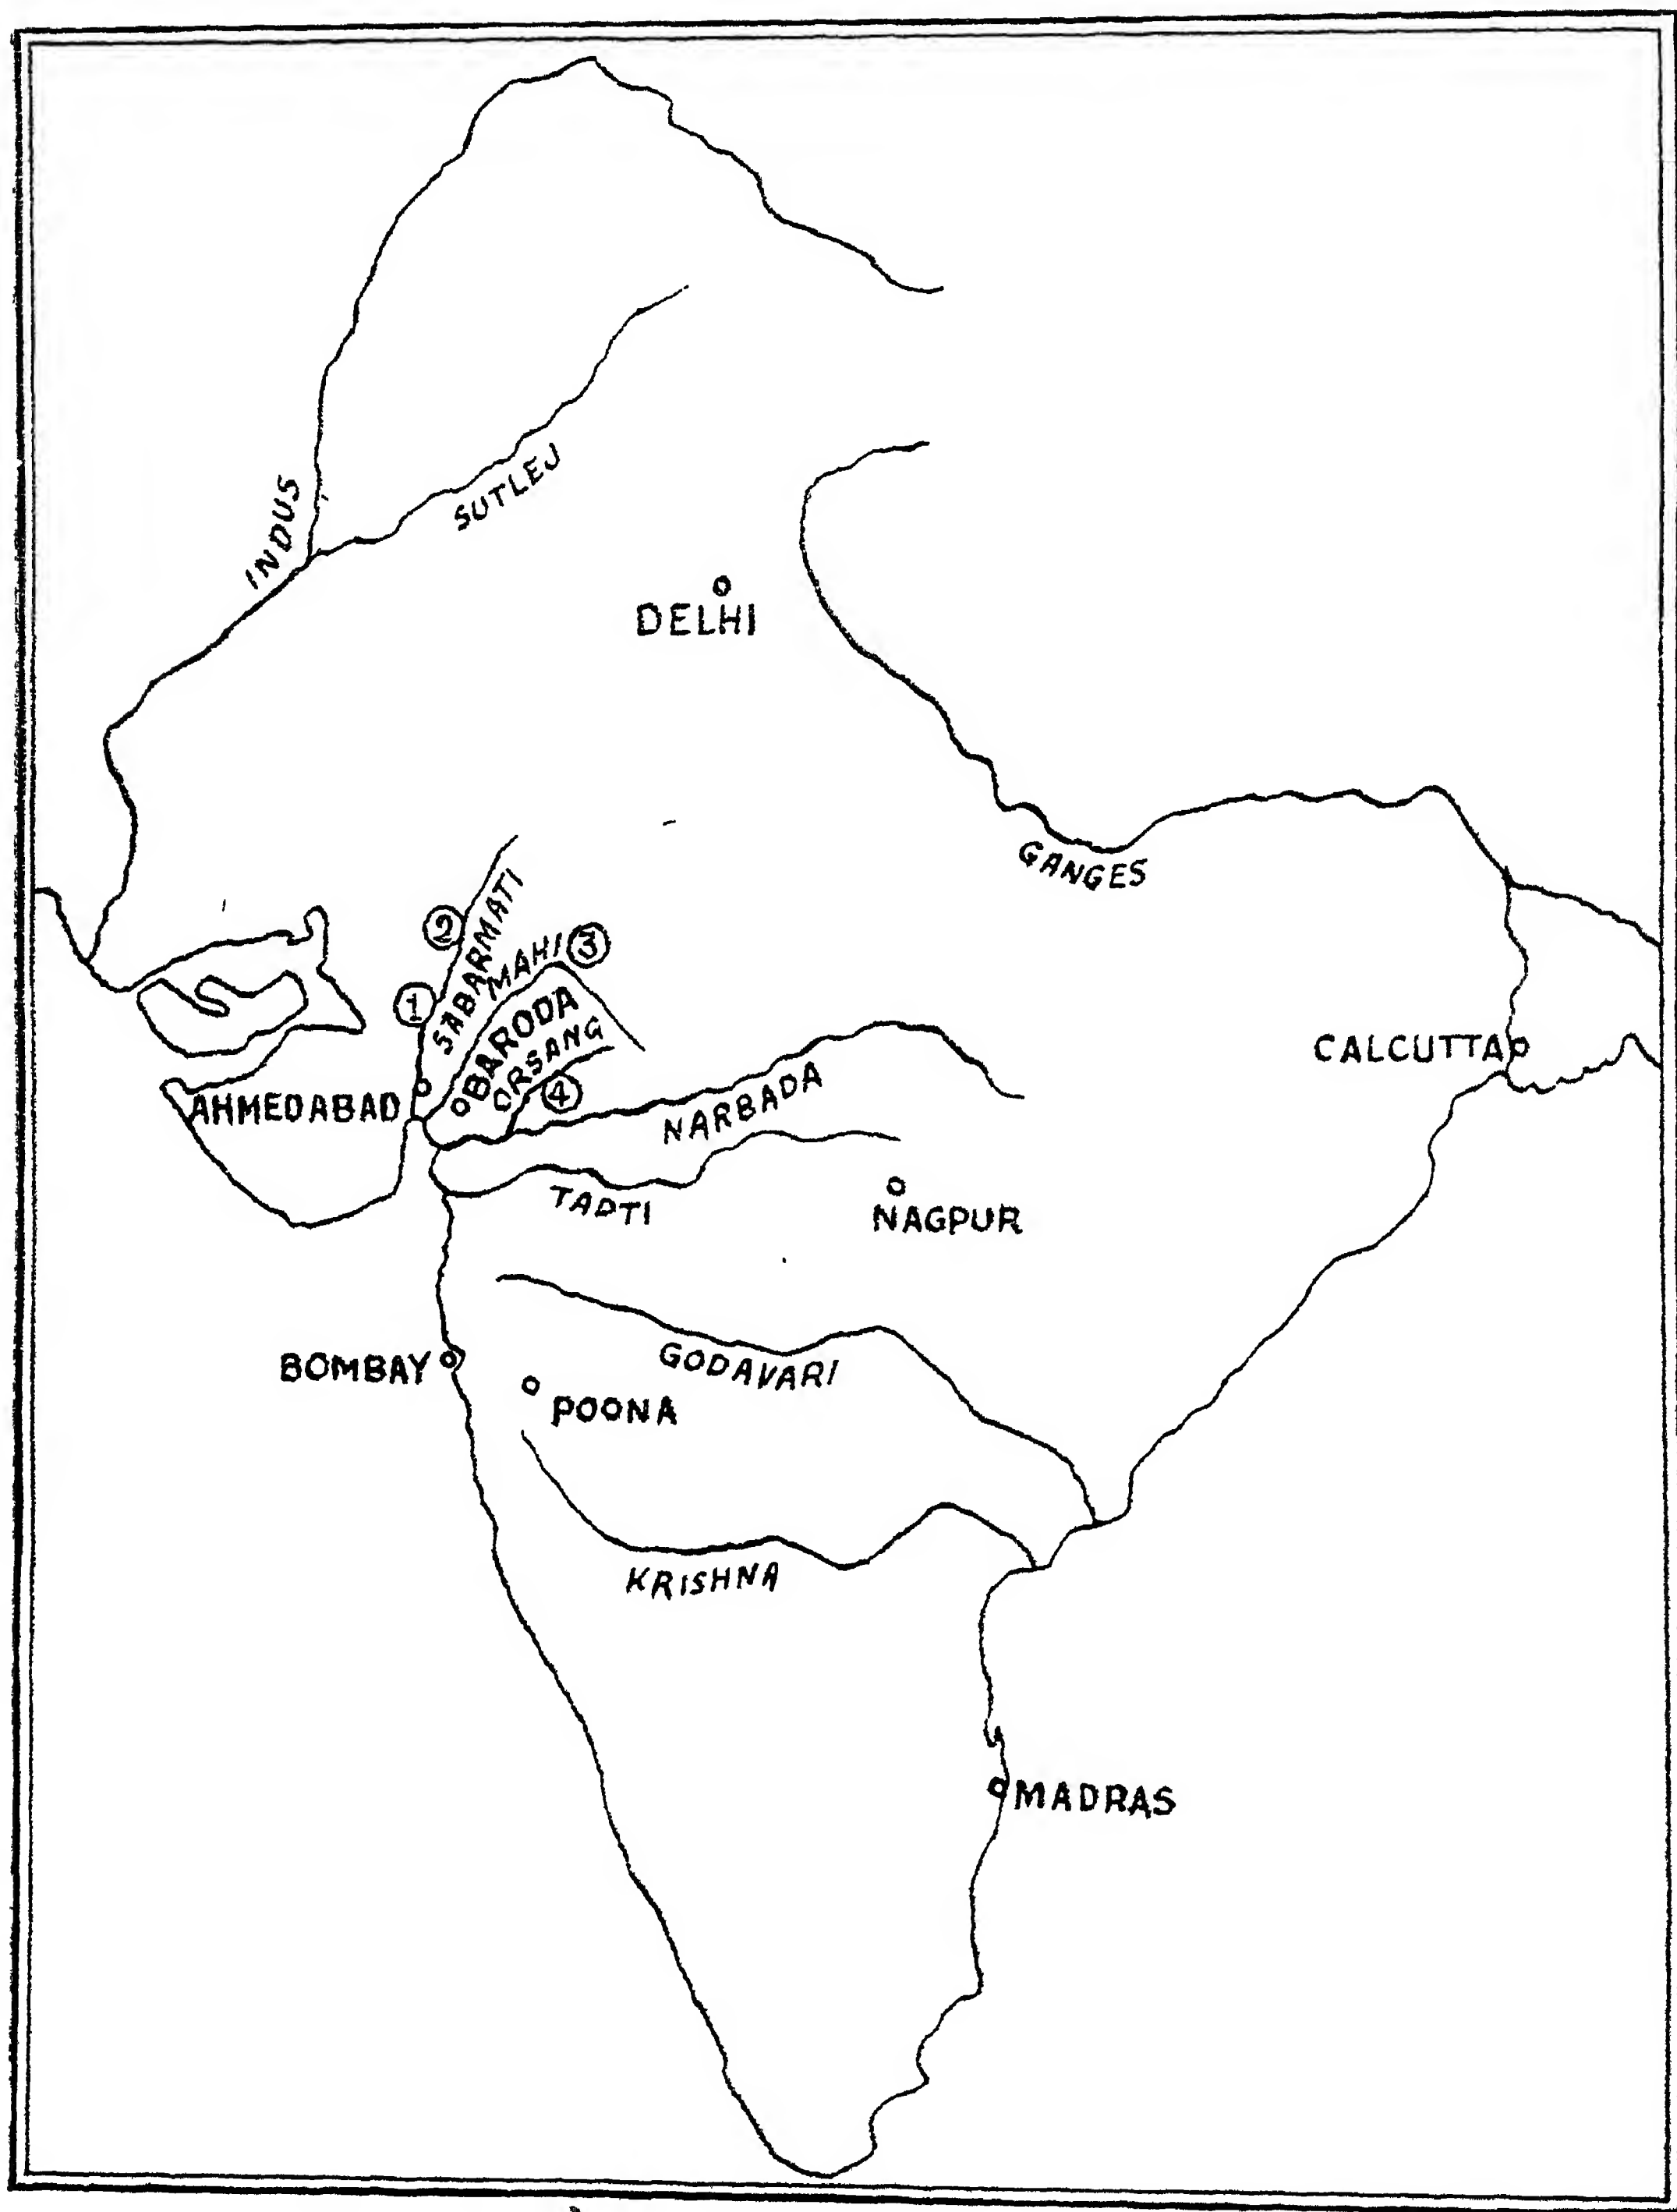 INDUS
SUTLEJ
DELHI
GANGES
2
SABARMATI
MAHI
3
1
BARODA
ORSANG
CALCUTTA
4
AHMEDABAD
NARBADA
TAPTI
NAGPUR
BOMBAY
GODAVARI
POONA
KRISHNA
MADRAS